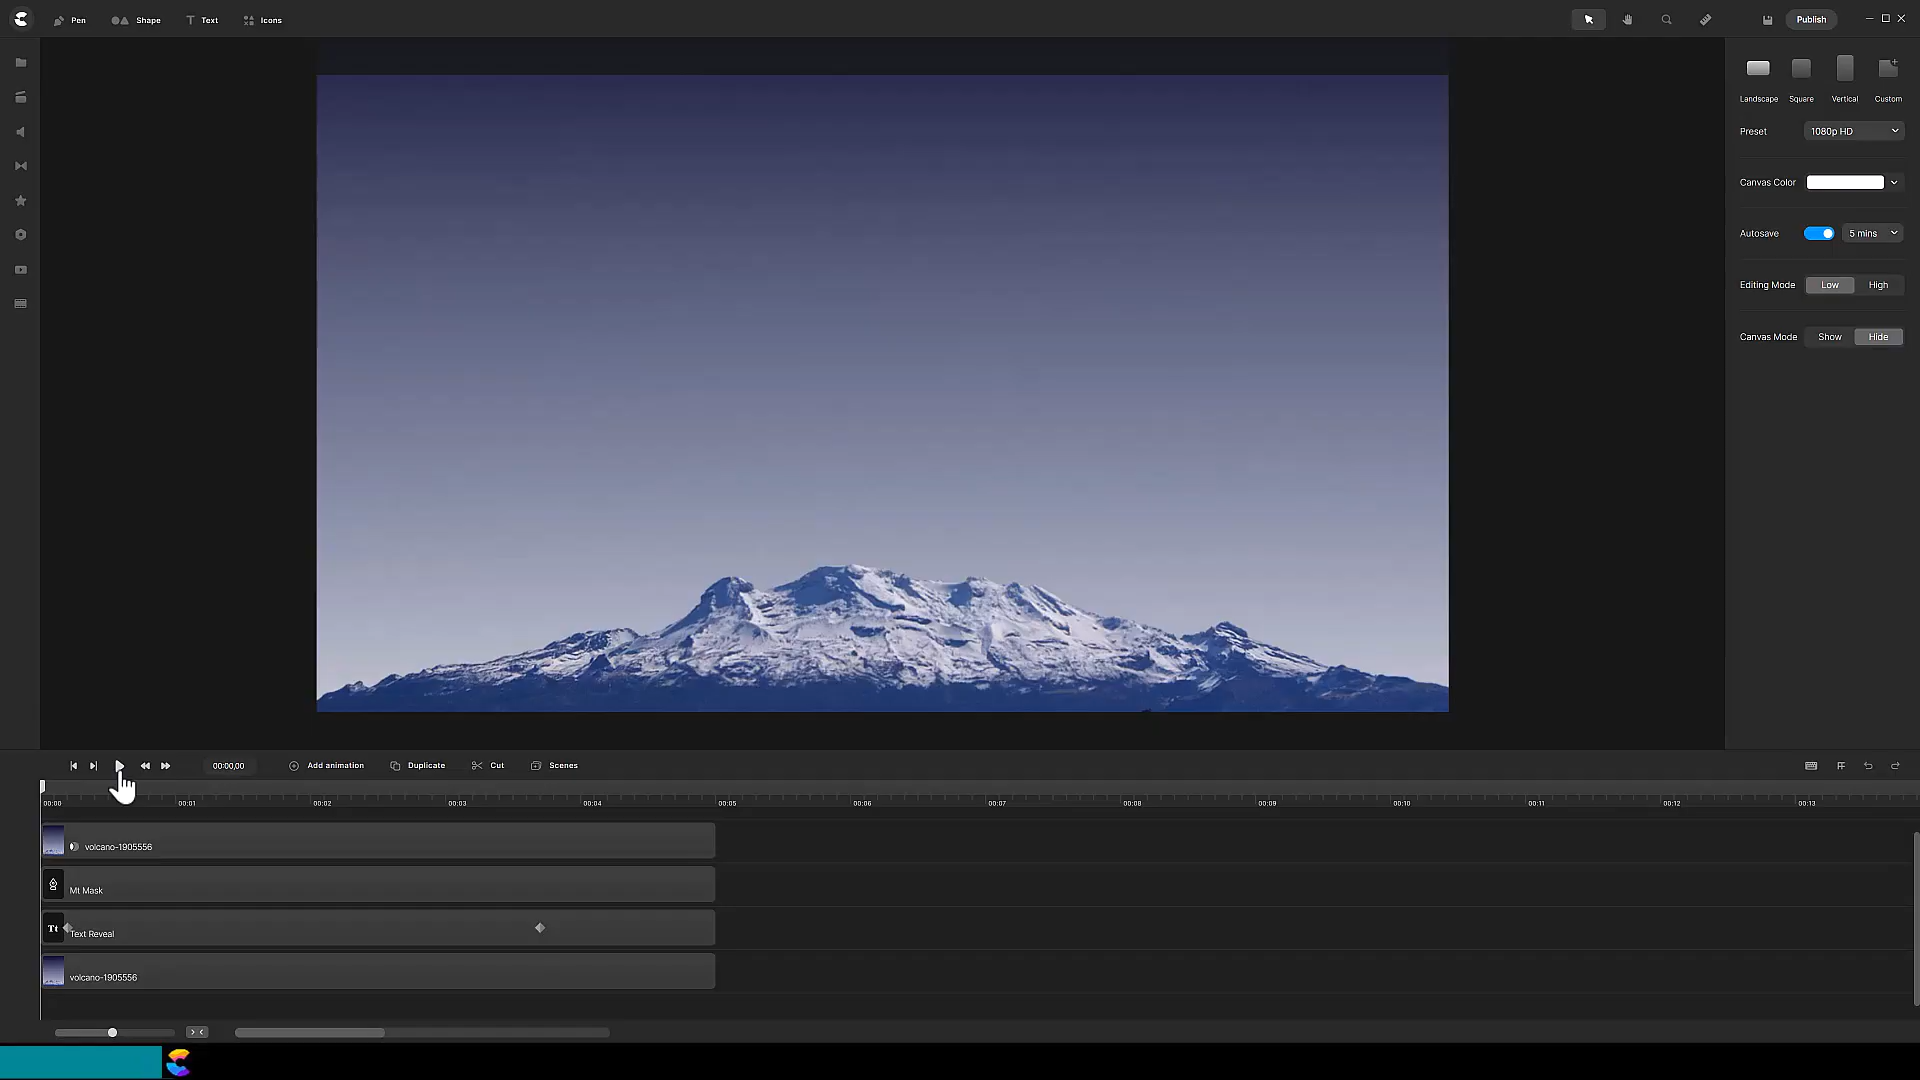 Pen
Shape
Text
Icons
Publish
Landscape
Square
Vertical
Custom
Preset
1080p HD
Canvas Color
Autosave
5 mins
Editing Mode
Low
High
Canvas Mode
Show
Hide
00:00,00
Add animation
Duplicate
Cut
Scenes
00:00
00:01
00:02
00:03
00:04
00:05
00:06
00:07
00:08
00:09
00:10
00:11
00:12
00:13
volcano-1905556
Mt Mask
Tt
Text Reveal
volcano-1905556